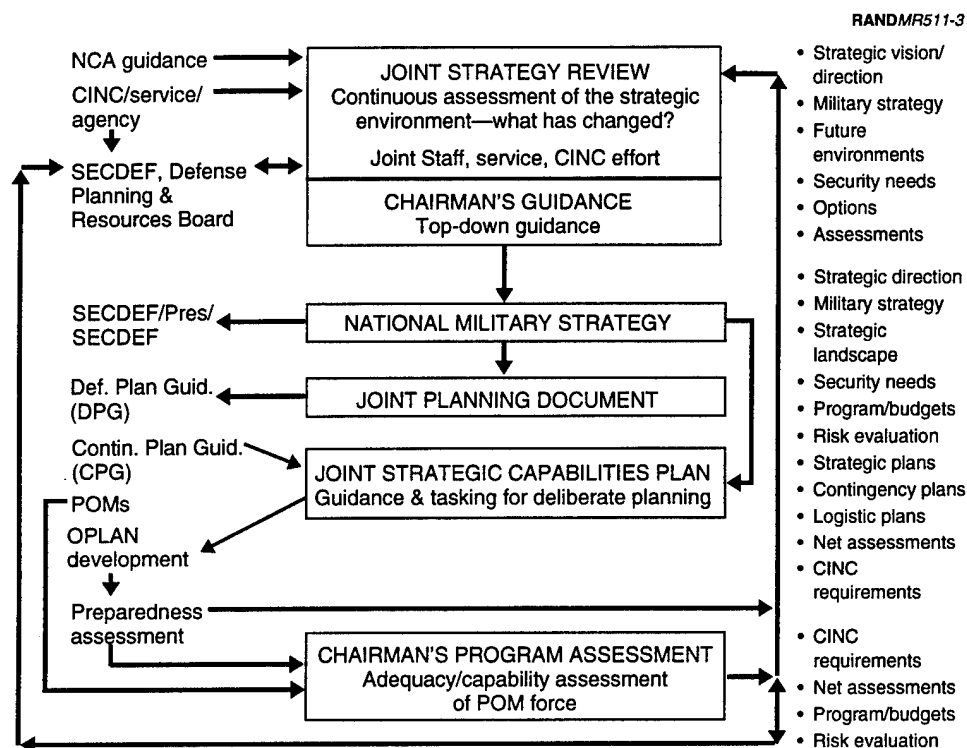 RANDMR511-3
NCA guidance
CINC/service/
agency
SECDEF, Defense
Planning &
Resources Board
JOINT STRATEGY REVIEW
Continuous assessment of the strategic
environment—what has changed?
Joint Staff, service, CINC effort
CHAIRMAN'S GUIDANCE
Top-down guidance
SECDEF/Pres/
SECDEF
NATIONAL MILITARY STRATEGY
Def. Plan Guid.
(DPG)
JOINT PLANNING DOCUMENT
Contin. Plan Guid.
(CPG)
JOINT STRATEGIC CAPABILITIES PLAN
Guidance & tasking for deliberate planning
POMs
OPLAN
development
Preparedness
assessment
CHAIRMAN'S PROGRAM ASSESSMENT
Adequacy/capability assessment
of POM force
• Strategic vision/
direction
• Military strategy
• Future
environments
• Security needs
• Options
• Assessments
• Strategic direction
• Military strategy
• Strategic
landscape
• Security needs
• Program/budgets
• Risk evaluation
• Strategic plans
• Contingency plans
• Logistic plans
• Net assessments
• CINC
requirements
• CINC
requirements
• Net assessments
• Program/budgets
• Risk evaluation